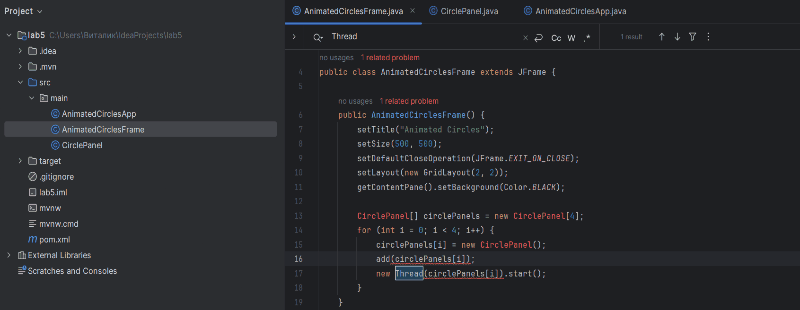 Project
AnimatedCirclesFrame.java
CirclePanel.java
AnimatedCirclesApp.java
lab5 C:\Users\Виталик\IdeaProjects\lab5
.idea
.mvn
src
main
AnimatedCirclesApp
AnimatedCirclesFrame
CirclePanel
target
.gitignore
lab5.iml
mvnw
mvnw.cmd
pom.xml
External Libraries
Scratches and Consoles
Thread
Cc W .*
1 result
no usages 1 related problem
4 public class AnimatedCirclesFrame extends JFrame {
5
no usages 1 related problem
6 public AnimatedCirclesFrame() {
7 setTitle("Animated Circles");
8 setSize(500, 500);
9 setDefaultCloseOperation(JFrame.EXIT_ON_CLOSE);
10 setLayout(new GridLayout(2, 2));
11 getContentPane().setBackground(Color.BLACK);
12
13 CirclePanel[] circlePanels = new CirclePanel[4];
14 for (int i = 0; i < 4; i++) {
15 circlePanels[i] = new CirclePanel();
16 add(circlePanels[i]);
17 new Thread(circlePanels[i]).start();
18 }
19 }